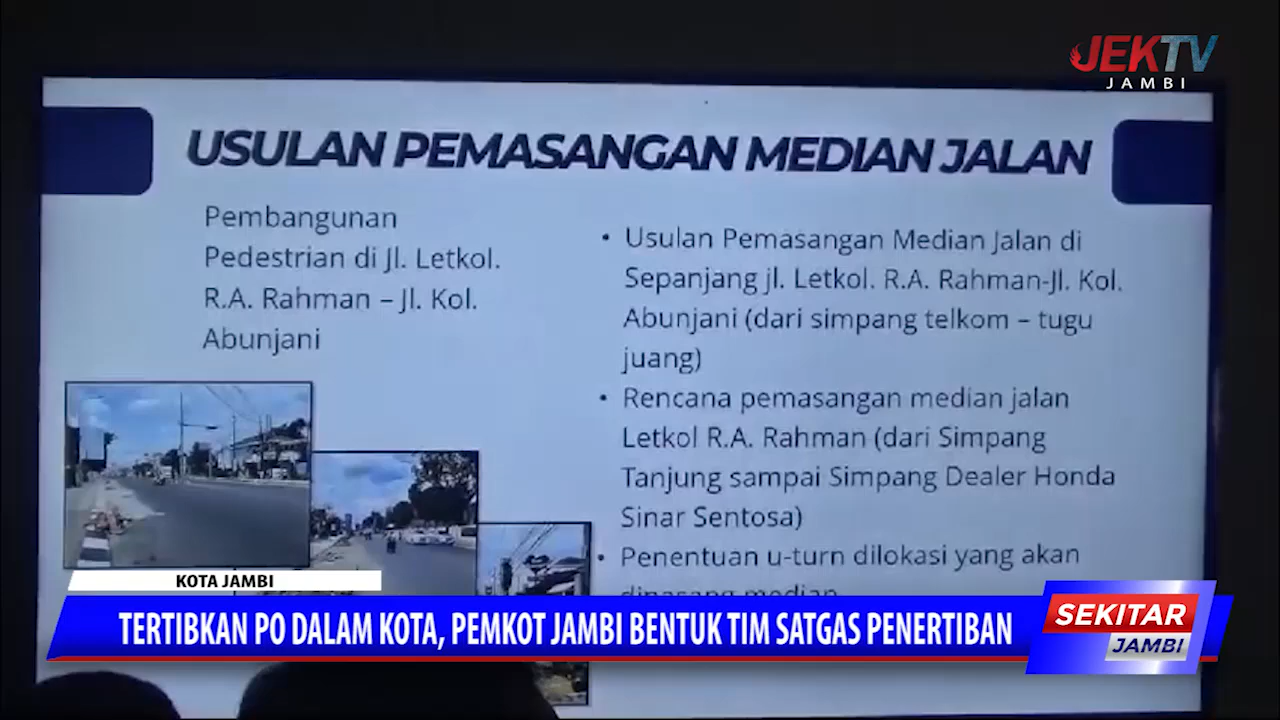 JEKTV
JAMBI
USULAN PEMASANGAN MEDIAN JALAN
Pembangunan
Pedestrian di Jl. Letkol.
R.A. Rahman – Jl. Kol.
Abunjani
• Usulan Pemasangan Median Jalan di
Sepanjang jl. Letkol. R.A. Rahman-Jl. Kol.
Abunjani (dari simpang telkom – tugu
juang)
• Rencana pemasangan median jalan
Letkol R.A. Rahman (dari Simpang
Tanjung sampai Simpang Dealer Honda
Sinar Sentosa)
• Penentuan u-turn dilokasi yang akan
dipasang median
KOTA JAMBI
TERTIBKAN PO DALAM KOTA, PEMKOT JAMBI BENTUK TIM SATGAS PENERTIBAN
SEKITAR
JAMBI